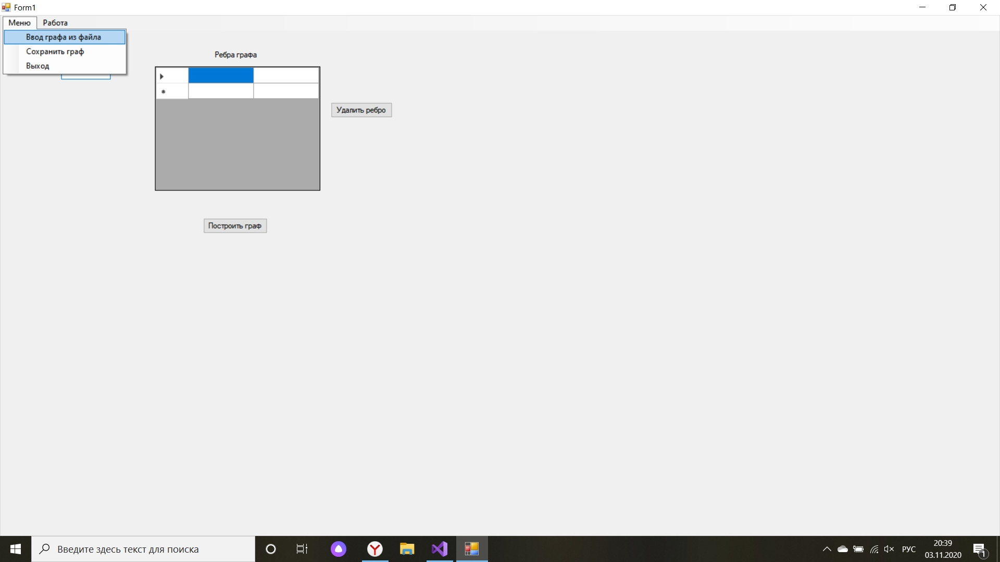 Form1
Меню Работа
Ввод графа из файла
Сохранить граф
Выход
Ребра графа
Удалить ребро
Построить граф
Введите здесь текст для поиска
РУС
20:39
03.11.2020
1